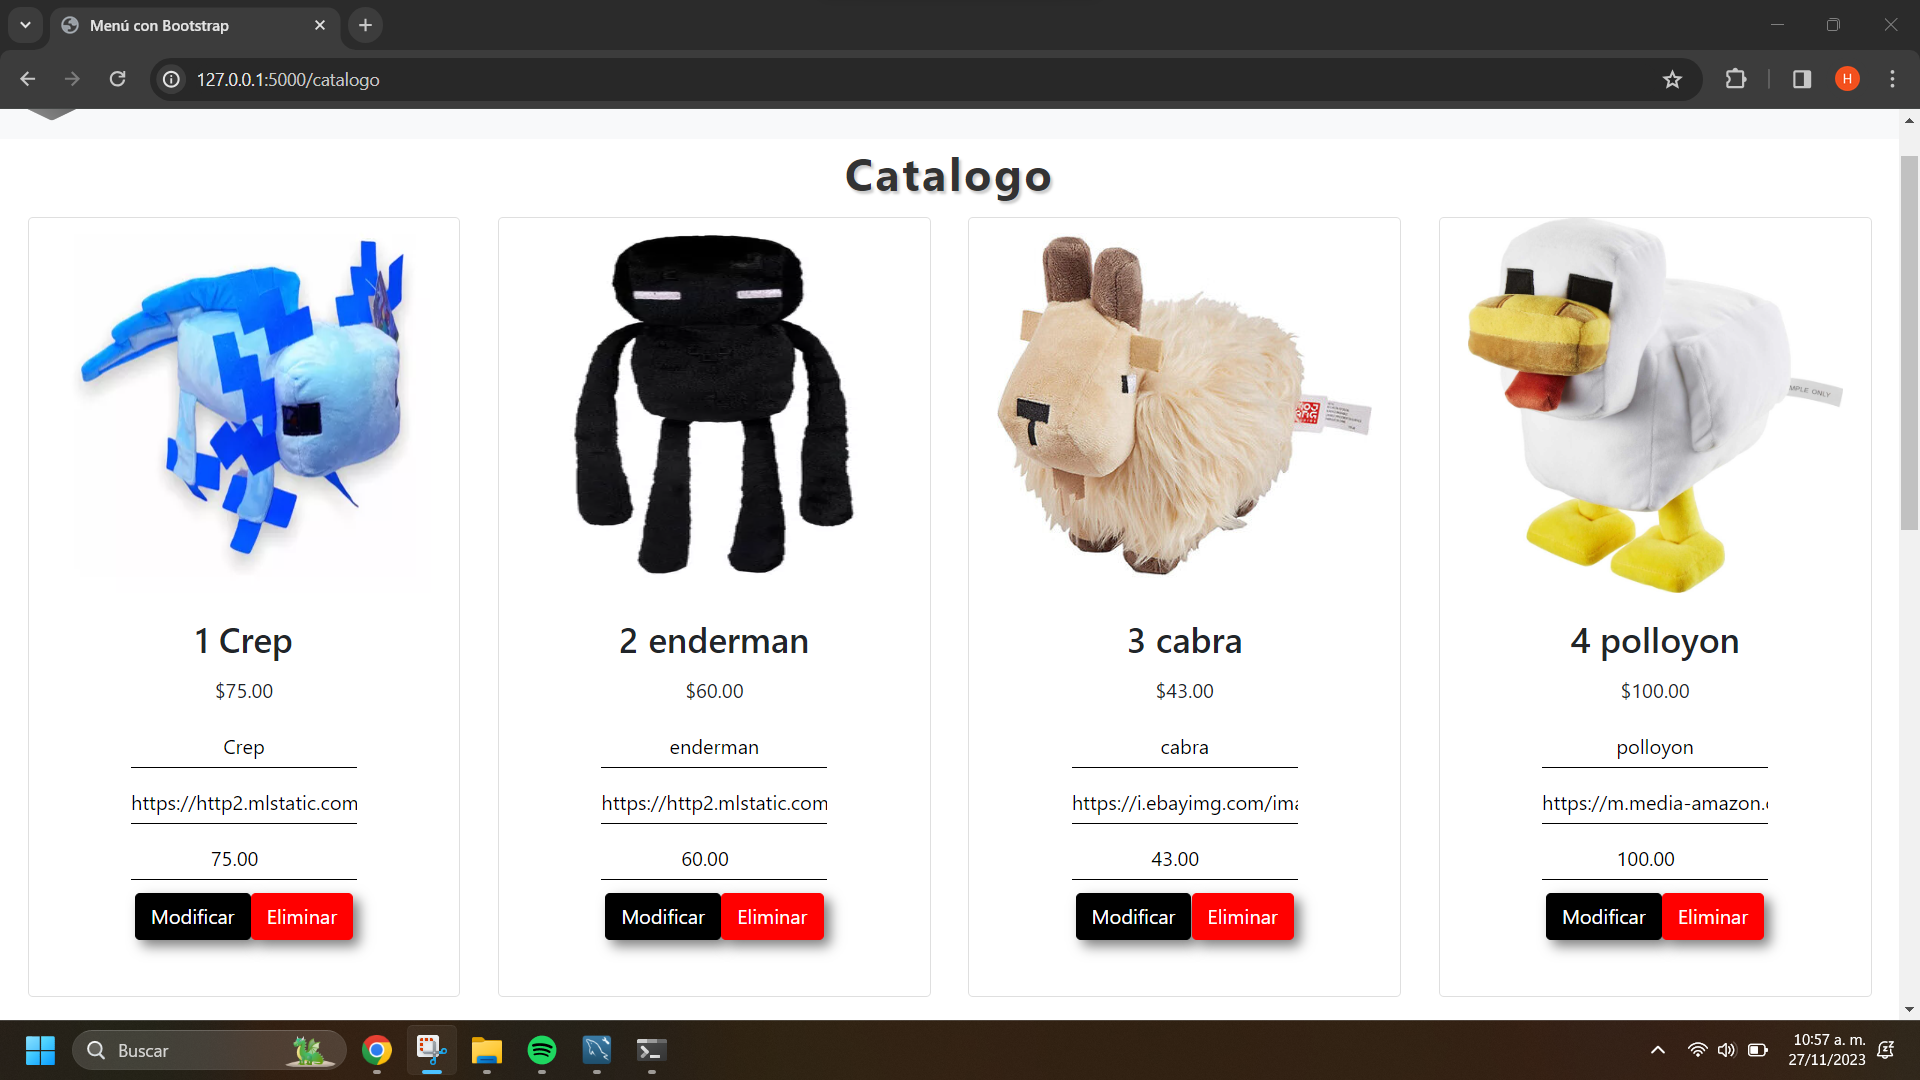 Menú con Bootstrap
127.0.0.1:5000/catalogo
H
Catalogo
MPLE ONLY
1 Crep
$75.00
Crep
https://http2.mlstatic.com
75.00
Modificar Eliminar
2 enderman
$60.00
enderman
https://http2.mlstatic.com
60.00
Modificar Eliminar
3 cabra
$43.00
cabra
https://i.ebayimg.com/ima
43.00
Modificar Eliminar
4 polloyon
$100.00
polloyon
https://m.media-amazon.
100.00
Modificar Eliminar
Buscar
10:57 a. m.
27/11/2023